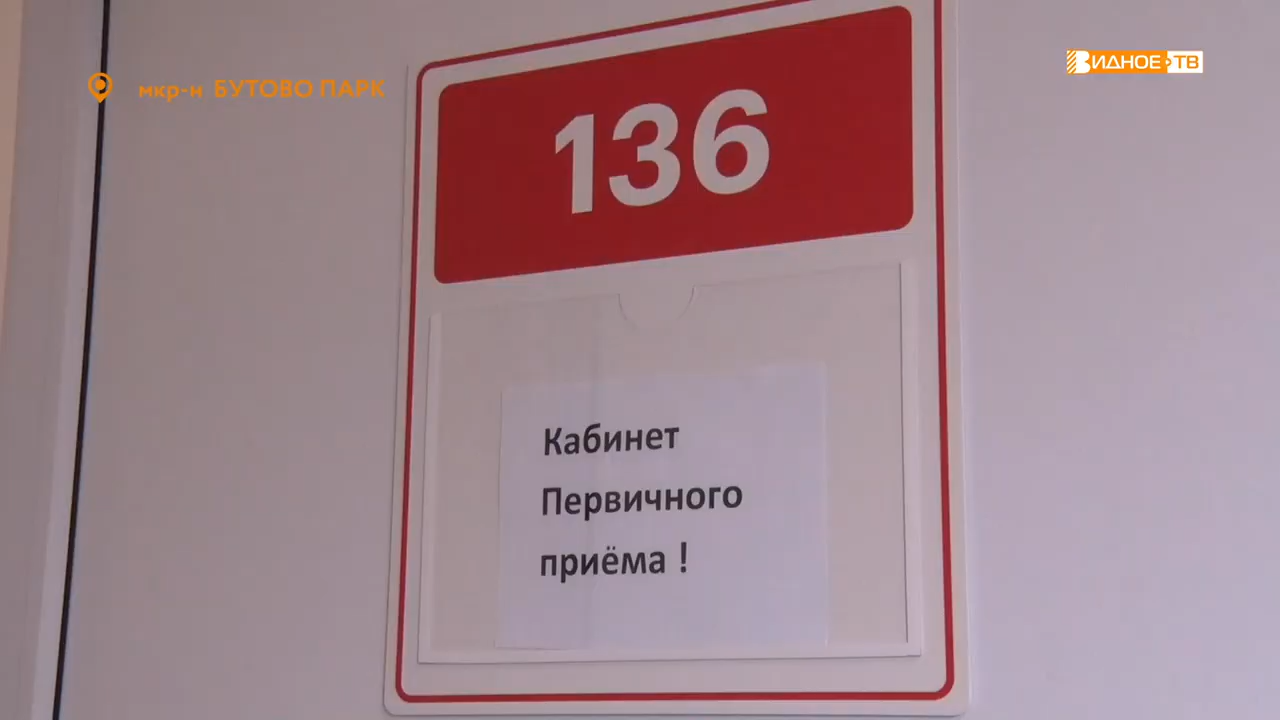 мкр-н БУТОВО ПАРК
ВИДНОЕ•ТВ
136
Кабинет
Первичного
приёма !